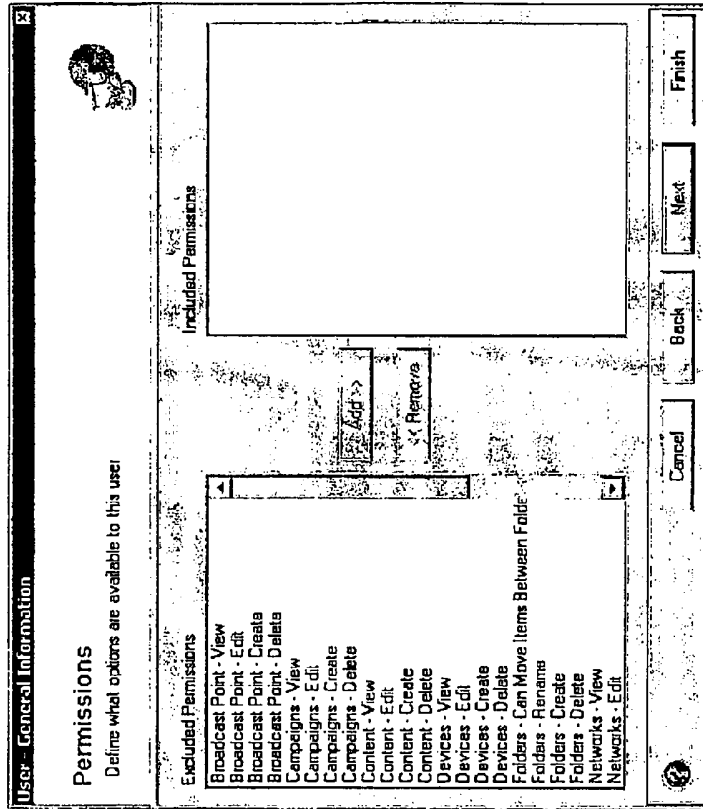 User - General Information
Permissions
Define what options are available to this user
Excluded Permissions
Included Permissions
Broadcast Point - View
Broadcast Point - Edit
Broadcast Point - Create
Broadcast Point - Delete
Campaigns - View
Campaigns - Edit
Campaigns - Create
Campaigns - Delete
Content - View
Content - Edit
Content - Create
Content - Delete
Devices - View
Devices - Edit
Devices - Create
Devices - Delete
Folders - Can Move Items Between Folde
Folders - Rename
Folders - Create
Folders - Delete
Networks - View
Networks - Edit
Add >>
<< Remove
Cancel
Back
Next
Finish